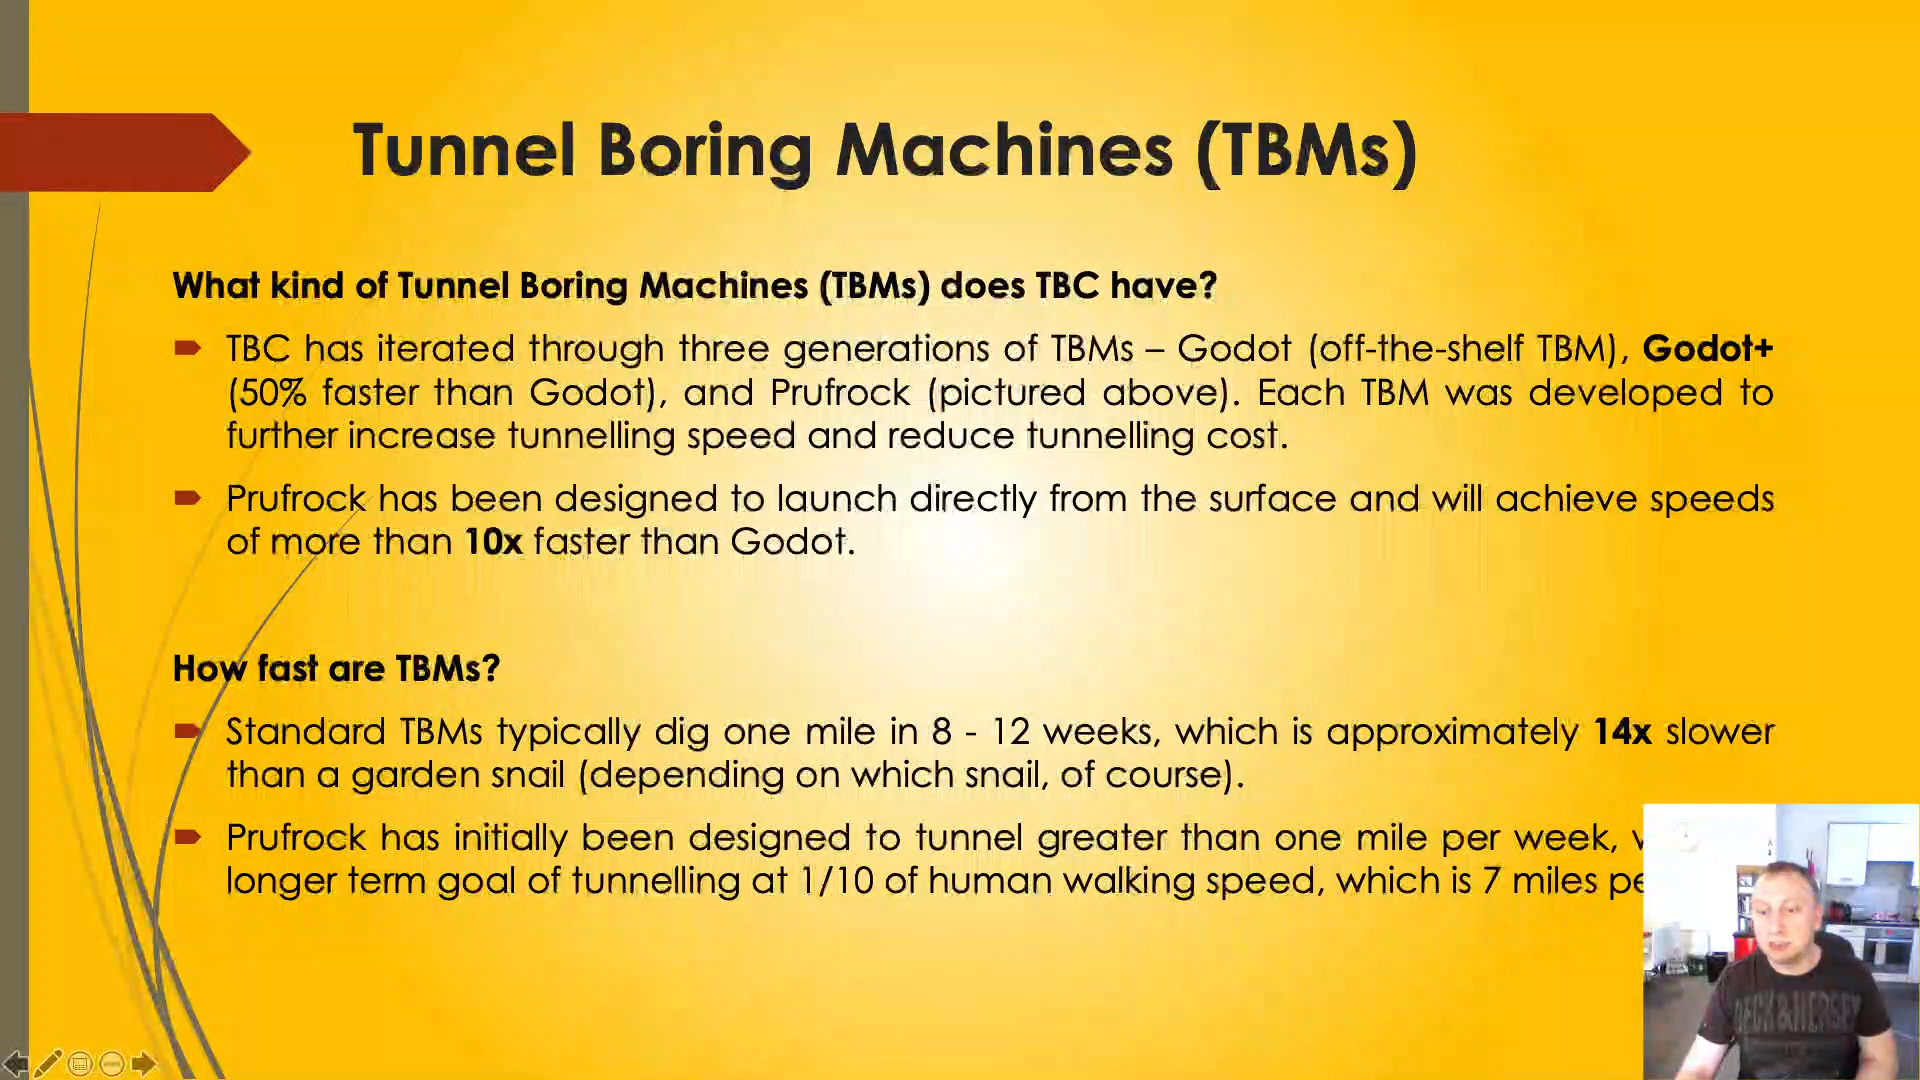 Tunnel Boring Machines (TBMs)
What kind of Tunnel Boring Machines (TBMs) does TBC have?
TBC has iterated through three generations of TBMs – Godot (off-the-shelf TBM), Godot+
(50% faster than Godot), and Prufrock (pictured above). Each TBM was developed to
further increase tunnelling speed and reduce tunnelling cost.
Prufrock has been designed to launch directly from the surface and will achieve speeds
of more than 10x faster than Godot.
How fast are TBMs?
Standard TBMs typically dig one mile in 8 - 12 weeks, which is approximately 14x slower
than a garden snail (depending on which snail, of course).
Prufrock has initially been designed to tunnel greater than one mile per week,
longer term goal of tunnelling at 1/10 of human walking speed, which is 7 miles